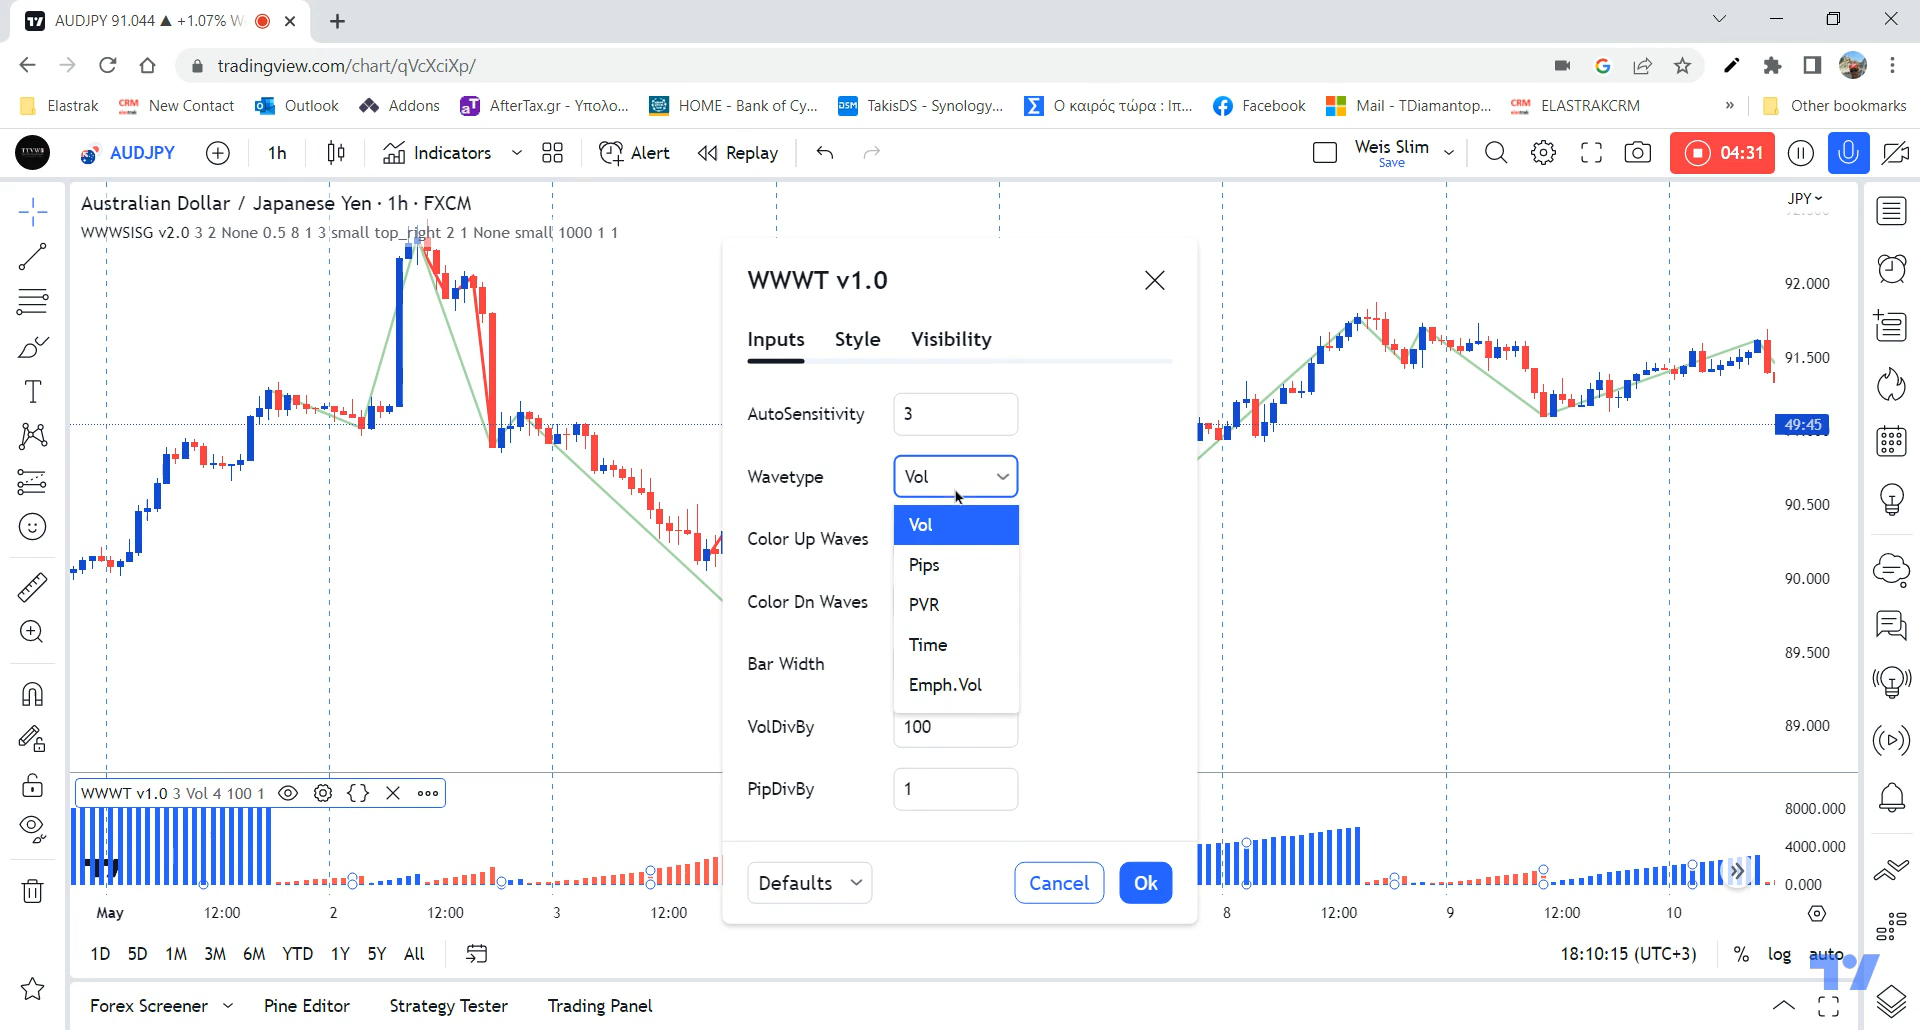 AUDJPY 91.044 ▲ +1.07% W
tradingview.com/chart/qVcXciXp/
Elastrak
CRM New Contact
Outlook
Addons
AfterTax.gr - Υπολο...
HOME - Bank of Cy...
DSM TakisDS - Synology...
Ο καιρός τώρα : Ιπ...
Facebook
Mail - TDiamantop...
CRM ELASTRAKCRM
» Other bookmarks
AUDJPY
1h
Indicators
Alert
Replay
Weis Slim
Save
04:31
Australian Dollar / Japanese Yen · 1h · FXCM
JPY
WWWSISG v2.0 3 2 None 0.5 8 1 3 small top_right 2 1 None small 1000 1 1
92.000
91.500
49:45
90.500
90.000
89.500
89.000
WWWT v1.0
Inputs Style Visibility
AutoSensitivity 3
Wavetype Vol
Vol
Pips
PVR
Time
Emph.Vol
Color Up Waves
Color Dn Waves
Bar Width
VolDivBy 100
PipDivBy 1
Defaults Cancel Ok
WWWT v1.0 3 Vol 4 100 1
8000.000
4000.000
0.000
May 12:00 2 12:00 3 12:00 8 12:00 9 12:00 10
1D 5D 1M 3M 6M YTD 1Y 5Y All
18:10:15 (UTC+3) % log auto
Forex Screener Pine Editor Strategy Tester Trading Panel